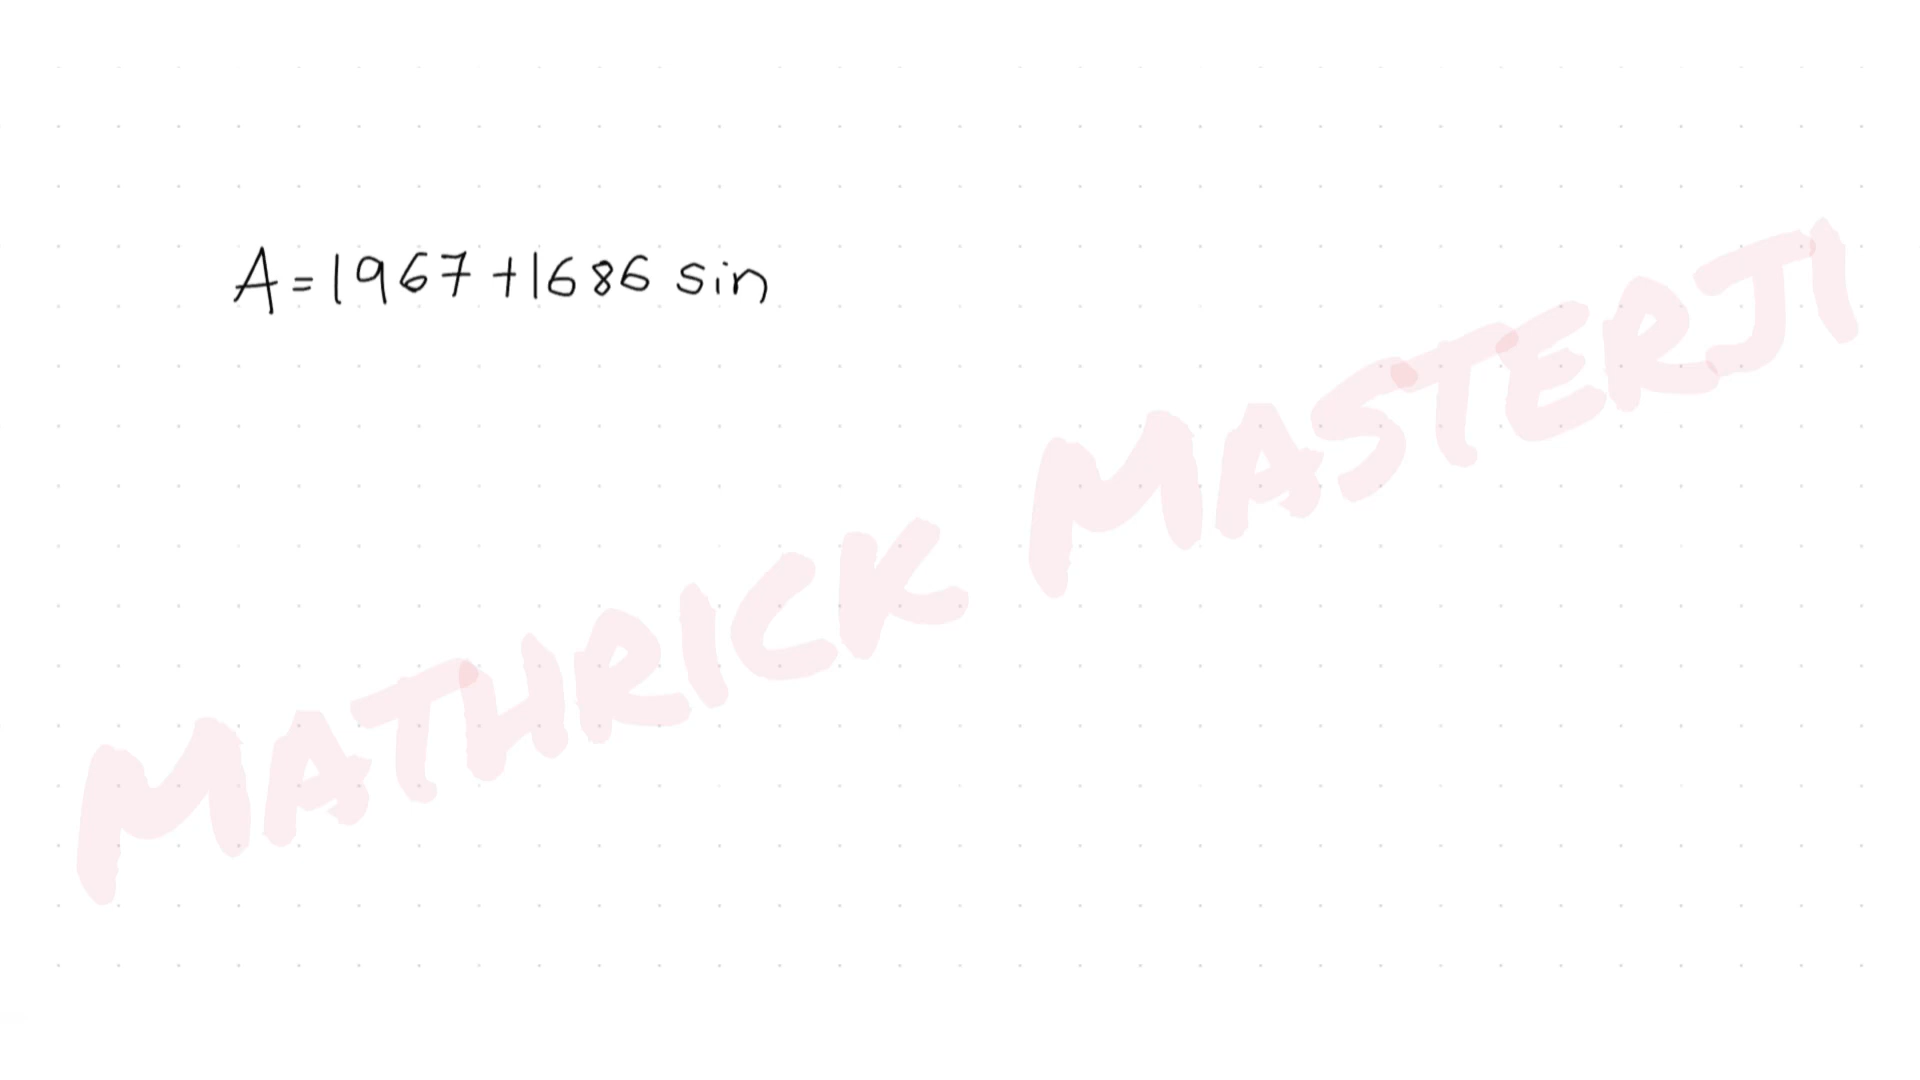 A = 1967 + 1686 sin
MATHRICK MASTERJI